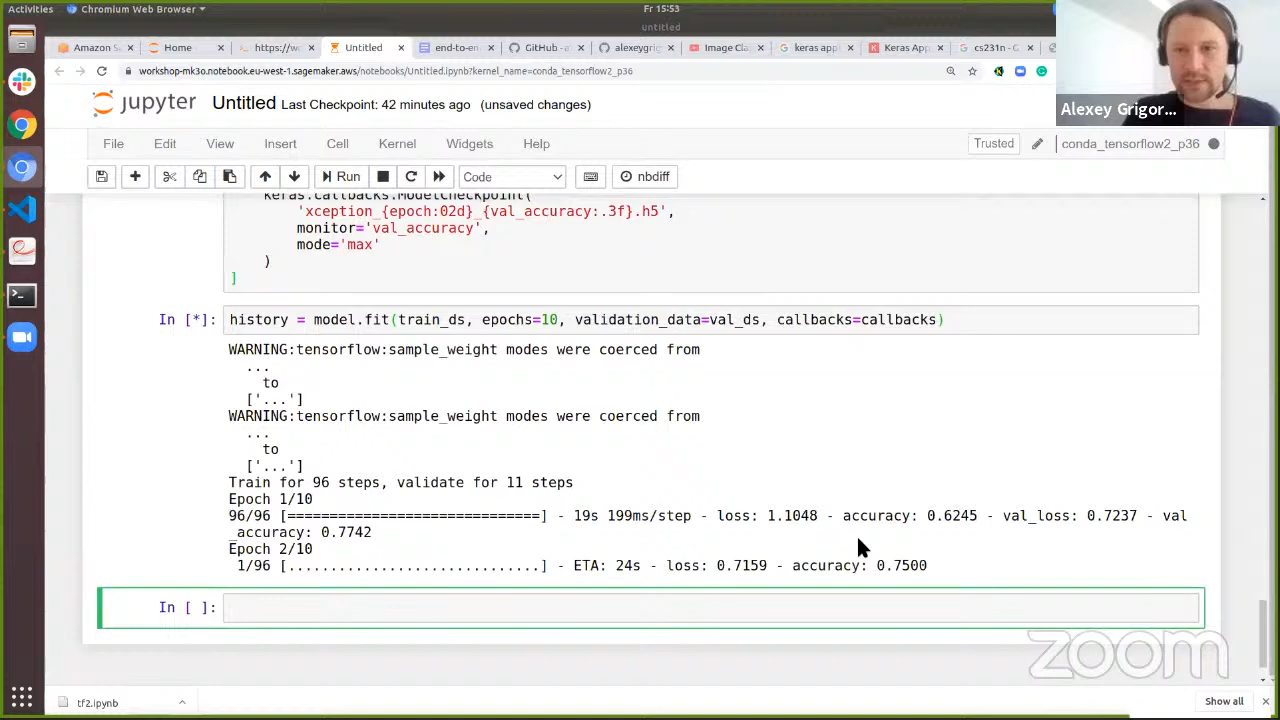 Activities
Chromium Web Browser
Fr 15:53
untitled
Amazon S
Home
https://wo
Untitled
end-to-en
GitHub - a
alexeygrig
Image Cla
keras app
Keras App
cs231n - G
workshop-mk3o.notebook.eu-west-1.sagemaker.aws/notebooks/Untitled.ipynb?kernel_name=conda_tensorflow2_p36
Jupyter Untitled Last Checkpoint: 42 minutes ago (unsaved changes)
Alexey Grigor...
File Edit View Insert Cell Kernel Widgets Help
Trusted
conda_tensorflow2_p36
Run
Code
nbdiff
keras.callbacks.ModelCheckpoint(
'xception_{epoch:02d}_{val_accuracy:.3f}.h5',
monitor='val_accuracy',
mode='max'
)
]
In [*]: history = model.fit(train_ds, epochs=10, validation_data=val_ds, callbacks=callbacks)
WARNING:tensorflow:sample_weight modes were coerced from
...
to
['...']
WARNING:tensorflow:sample_weight modes were coerced from
...
to
['...']
Train for 96 steps, validate for 11 steps
Epoch 1/10
96/96 [==============================] - 19s 199ms/step - loss: 1.1048 - accuracy: 0.6245 - val_loss: 0.7237 - val
_accuracy: 0.7742
Epoch 2/10
1/96 [..............................] - ETA: 24s - loss: 0.7159 - accuracy: 0.7500
In [ ]:
zoom
tf2.ipynb
Show all